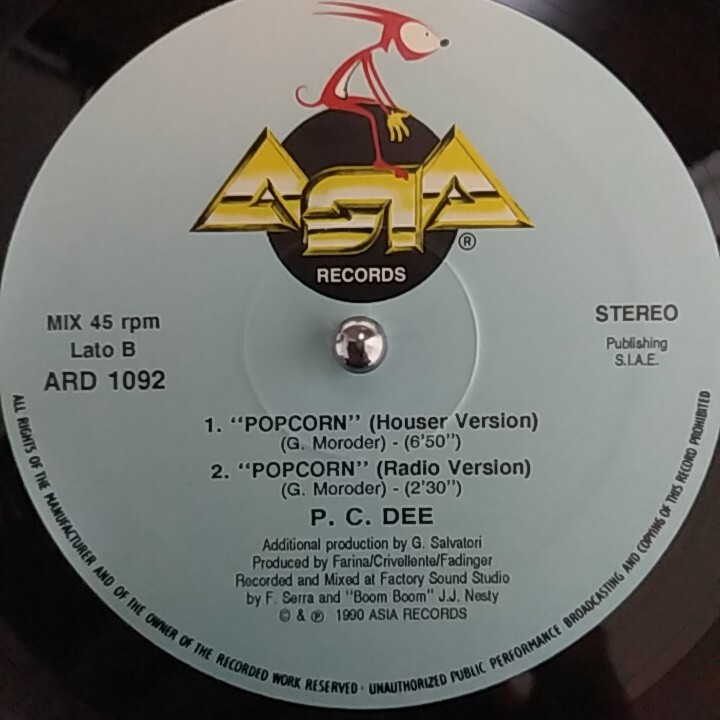 ASIA
®
RECORDS
MIX 45 rpm
Lato B
ARD 1092
STEREO
Publishing
S.I.A.E.
1. "POPCORN" (Houser Version)
(G. Moroder) - (6'50")
2. "POPCORN" (Radio Version)
(G. Moroder) - (2'30")
P. C. DEE
Additional production by G. Salvatori
Produced by Farina/Crivellente/Fadinger
Recorded and Mixed at Factory Sound Studio
by F. Serra and "Boom Boom" J.J. Nesty
© & ℗ 1990 ASIA RECORDS
ALL RIGHTS OF THE MANUFACTURER AND OF THE OWNER OF THE RECORDED WORK RESERVED · UNAUTHORIZED PUBLIC PERFORMANCE BROADCASTING AND COPYING OF THIS RECORD PROHIBITED